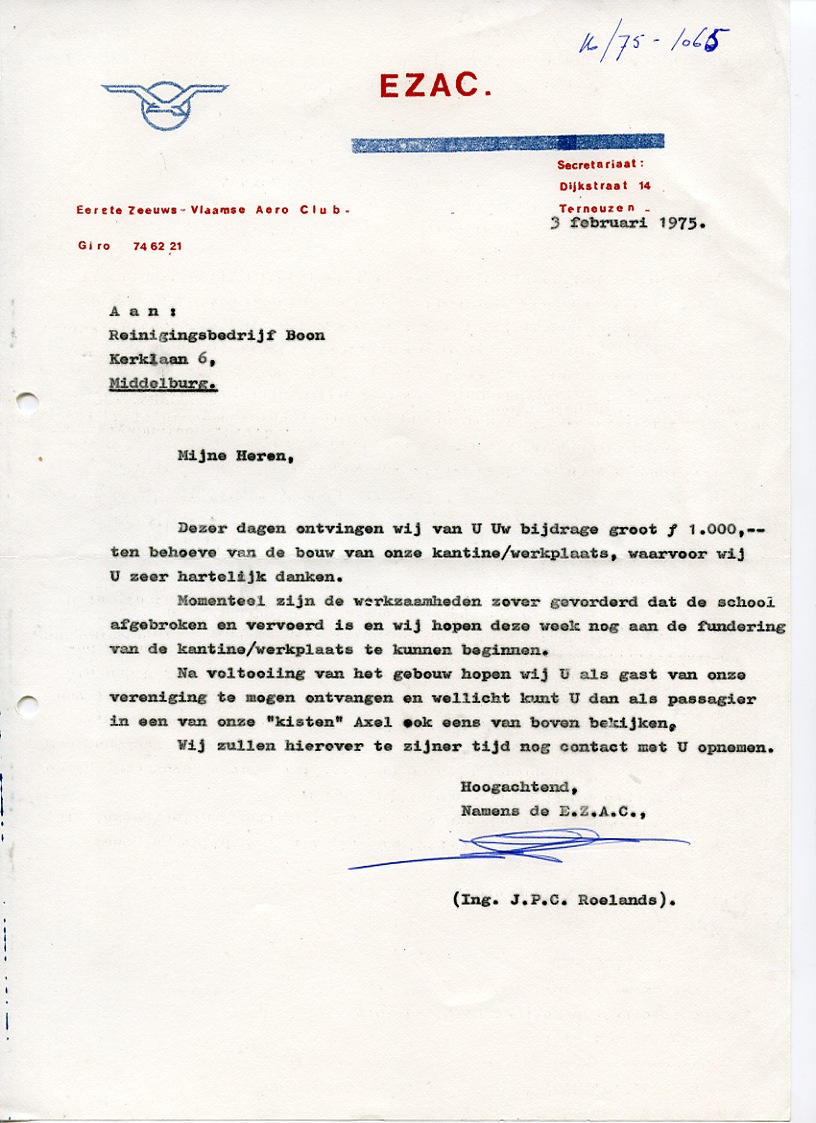 16/75 - 1065
EZAC.
Secretariaat:
Dijkstraat 14
Terneuzen -
Eerste Zeeuws-Vlaamse Aero Club-
3 februari 1975.
Giro 74 62 21
A a n :
Reinigingsbedrijf Boon
Kerklaan 6,
Middelburg.
Mijne Heren,
Dezer dagen ontvingen wij van U Uw bijdrage groot ƒ 1.000,--
ten behoeve van de bouw van onze kantine/werkplaats, waarvoor wij
U zeer hartelijk danken.
Momenteel zijn de werkzaamheden zover gevorderd dat de school
afgebroken en vervoerd is en wij hopen deze week nog aan de fundering
van de kantine/werkplaats te kunnen beginnen.
Na voltooiing van het gebouw hopen wij U als gast van onze
vereniging te mogen ontvangen en wellicht kunt U dan als passagier
in een van onze "kisten" Axel ook eens van boven bekijken,
Wij zullen hierover te zijner tijd nog contact met U opnemen.
Hoogachtend,
Namens de E.Z.A.C.,
(Ing. J.P.C. Roelands).